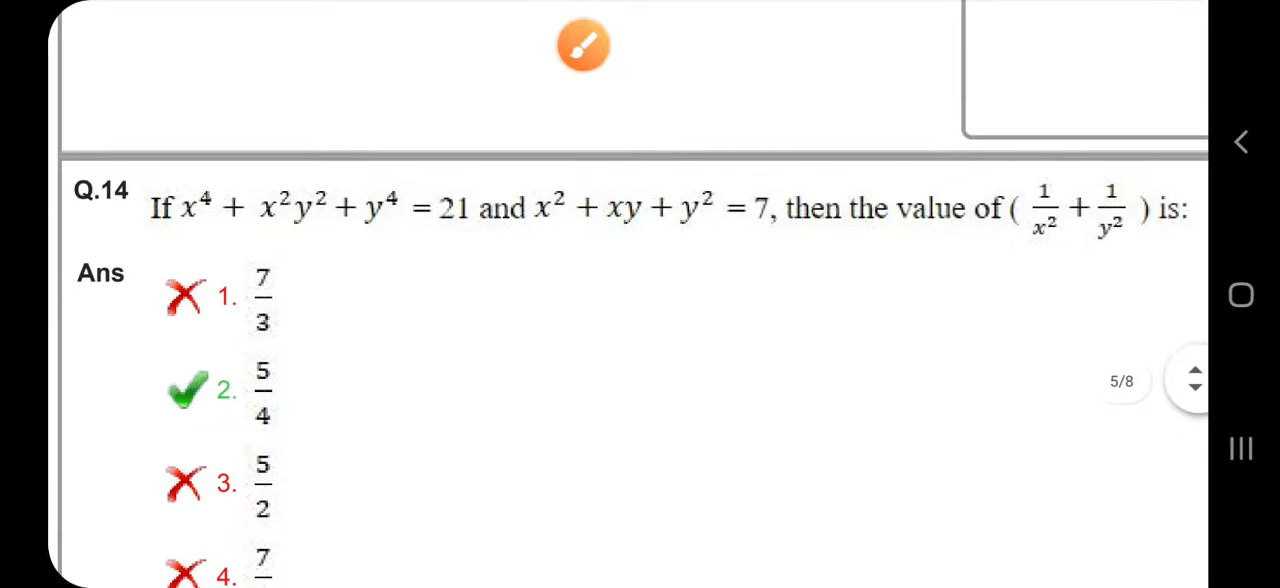 Q.14 If x⁴ + x²y² + y⁴ = 21 and x² + xy + y² = 7, then the value of ( 1/x² + 1/y² ) is:
Ans
1. 7/3
2. 5/4
5/8
3. 5/2
4. 7